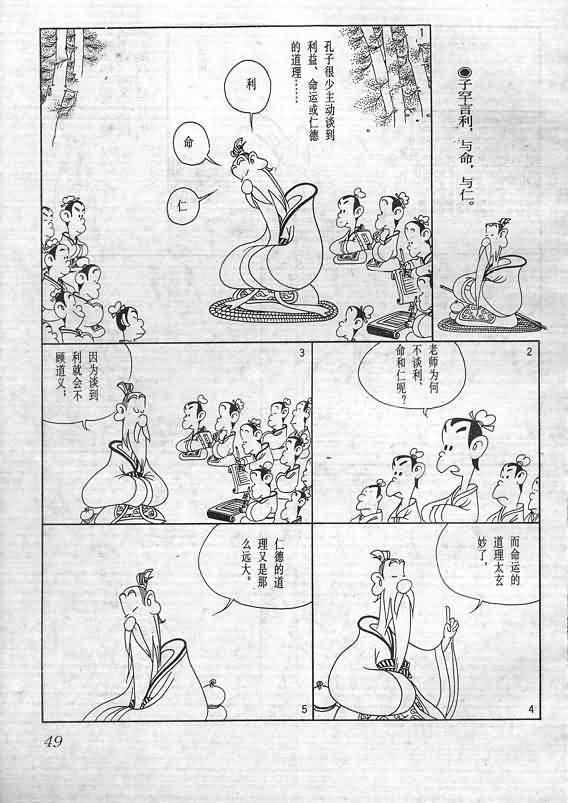 ●子罕言利，与命，与仁。
1
孔子很少主动谈到
利益、命运或仁德
的道理……
利
命
仁
2
老师为何
不谈利、
命和仁呢？
3
因为谈到
利就会不
顾道义；
4
而命运的
道理太玄
妙了，
5
仁德的道
理又是那
么远大。
49